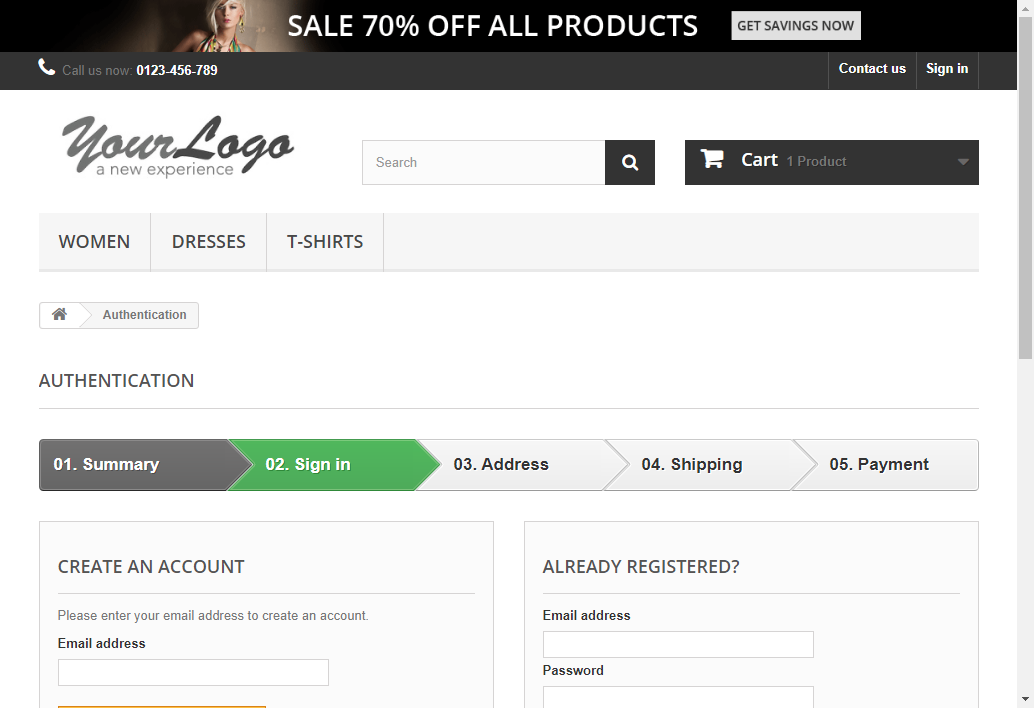 SALE 70% OFF ALL PRODUCTS GET SAVINGS NOW
Call us now: 0123-456-789 Contact us Sign in
YourLogo
a new experience
Search
Cart 1 Product
WOMEN DRESSES T-SHIRTS
Authentication
AUTHENTICATION
01. Summary 02. Sign in 03. Address 04. Shipping 05. Payment
CREATE AN ACCOUNT
Please enter your email address to create an account.
Email address
ALREADY REGISTERED?
Email address
Password